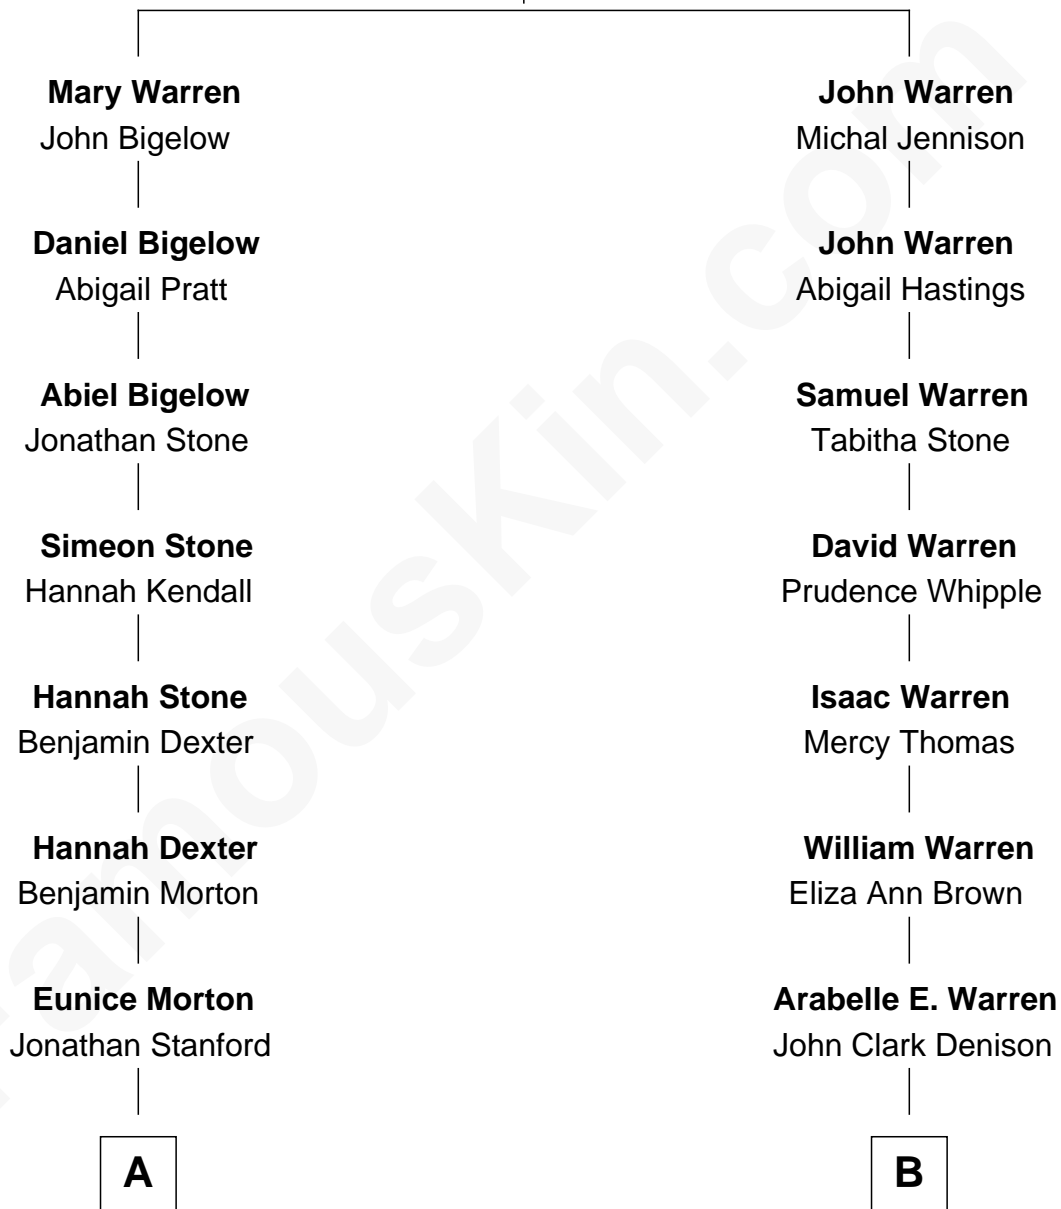 Mary Warren
John Bigelow
John Warren
Michal Jennison
Daniel Bigelow
Abigail Pratt
John Warren
Abigail Hastings
Abiel Bigelow
Jonathan Stone
Samuel Warren
Tabitha Stone
Simeon Stone
Hannah Kendall
David Warren
Prudence Whipple
Hannah Stone
Benjamin Dexter
Isaac Warren
Mercy Thomas
Hannah Dexter
Benjamin Morton
William Warren
Eliza Ann Brown
Eunice Morton
Jonathan Stanford
Arabelle E. Warren
John Clark Denison
A
B
FamousKin.com